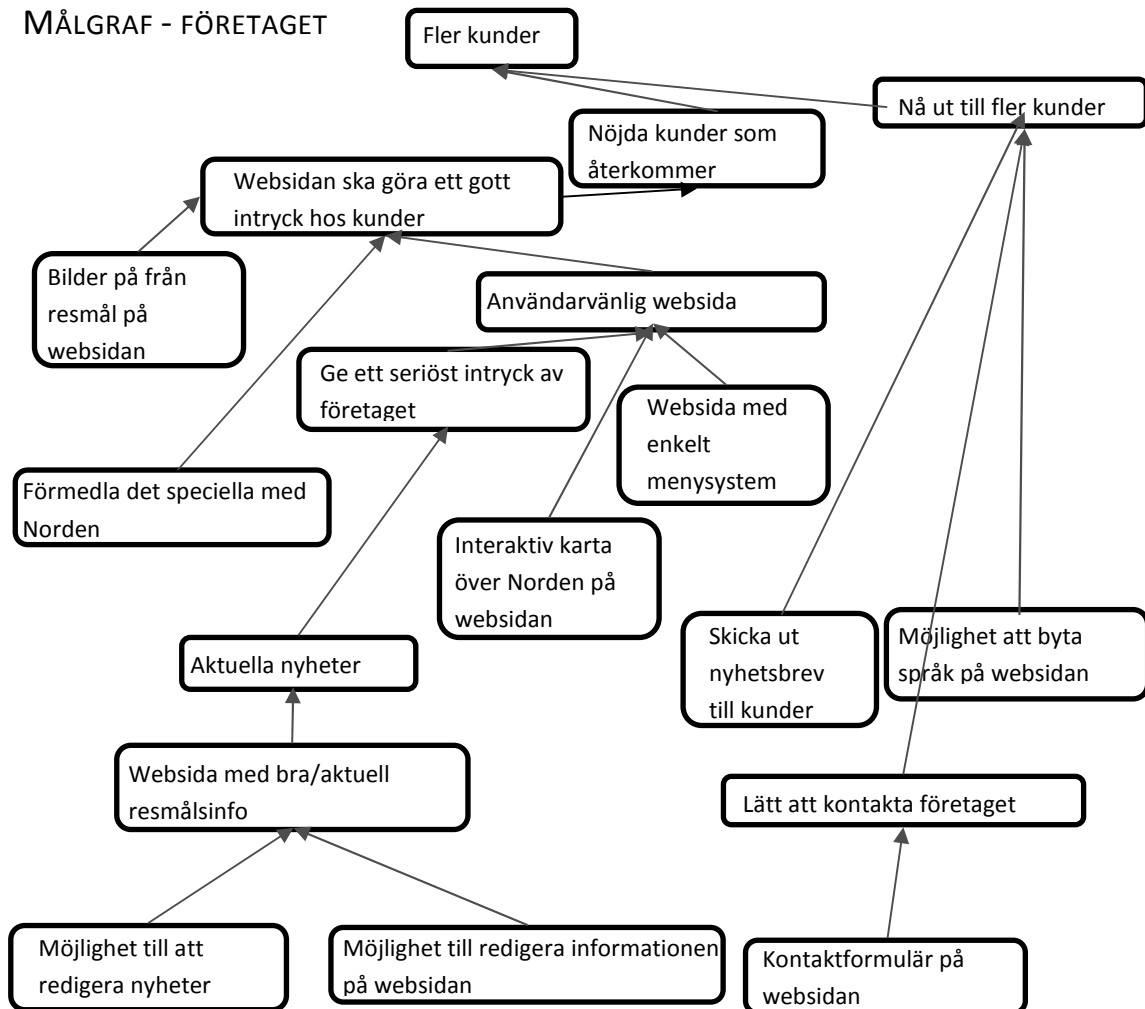 MÅLGRAF - FÖRETAGET
Fler kunder
Nå ut till fler kunder
Nöjda kunder som
återkommer
Websidan ska göra ett gott
intryck hos kunder
Bilder på från
resmål på
websidan
Användarvänlig websida
Ge ett seriöst intryck av
företaget
Websida med
enkelt
menysystem
Förmedla det speciella med
Norden
Interaktiv karta
över Norden på
websidan
Skicka ut
nyhetsbrev
till kunder
Möjlighet att byta
språk på websidan
Aktuella nyheter
Websida med bra/aktuell
resmålsinfo
Lätt att kontakta företaget
Möjlighet till att
redigera nyheter
Möjlighet till redigera informationen
på websidan
Kontaktformulär på
websidan